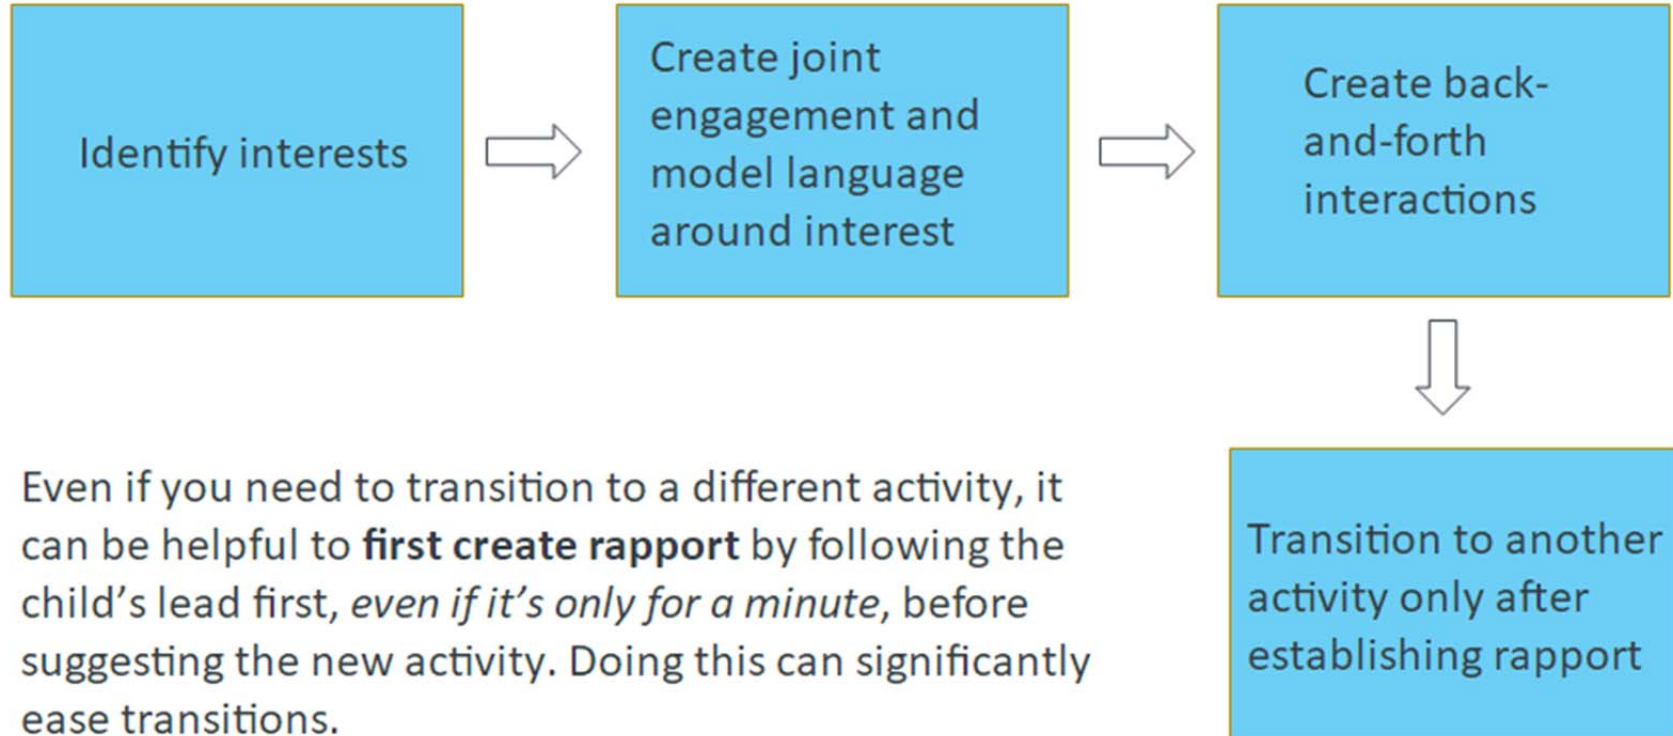 Identify interests
Create joint
engagement and
model language
around interest
Create back-
and-forth
interactions
Even if you need to transition to a different activity, it
can be helpful to first create rapport by following the
child’s lead first, even if it’s only for a minute, before
suggesting the new activity. Doing this can significantly
ease transitions.
Transition to another
activity only after
establishing rapport